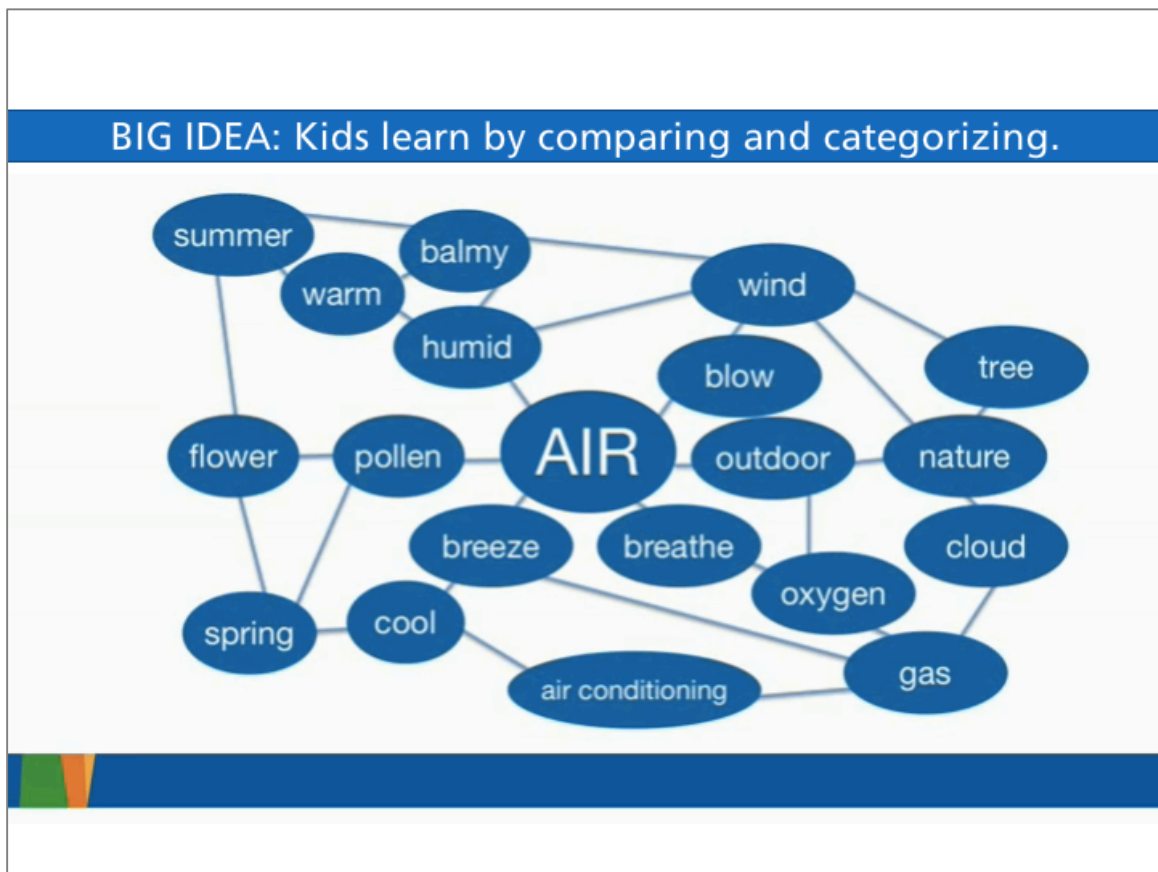 BIG IDEA: Kids learn by comparing and categorizing.
summer
balmy
warm
wind
humid
blow
tree
flower
pollen
AIR
outdoor
nature
breeze
breathe
cloud
oxygen
spring
cool
gas
air conditioning